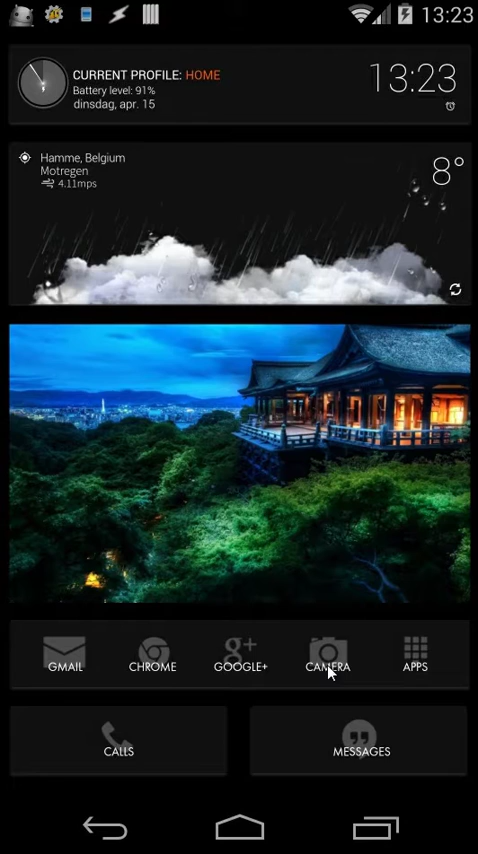 13:23
CURRENT PROFILE: HOME
Battery level: 91%
dinsdag, apr. 15
13:23
Hamme, Belgium
Motregen
4.11mps
8°
GMAIL
CHROME
g+
GOOGLE+
CAMERA
APPS
CALLS
MESSAGES